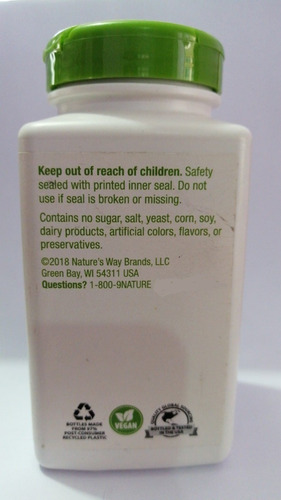 Keep out of reach of children. Safety
sealed with printed inner seal. Do not
use if seal is broken or missing.
Contains no sugar, salt, yeast, corn, soy,
dairy products, artificial colors, flavors, or
preservatives.
©2018 Nature's Way Brands, LLC
Green Bay, WI 54311 USA
Questions? 1-800-9NATURE
BOTTLES MADE
FROM 97%
POST-CONSUMER
RECYCLED PLASTIC
VEGAN
QUALITY GLOBAL SOURCING
BOTTLED & TESTED
IN THE USA